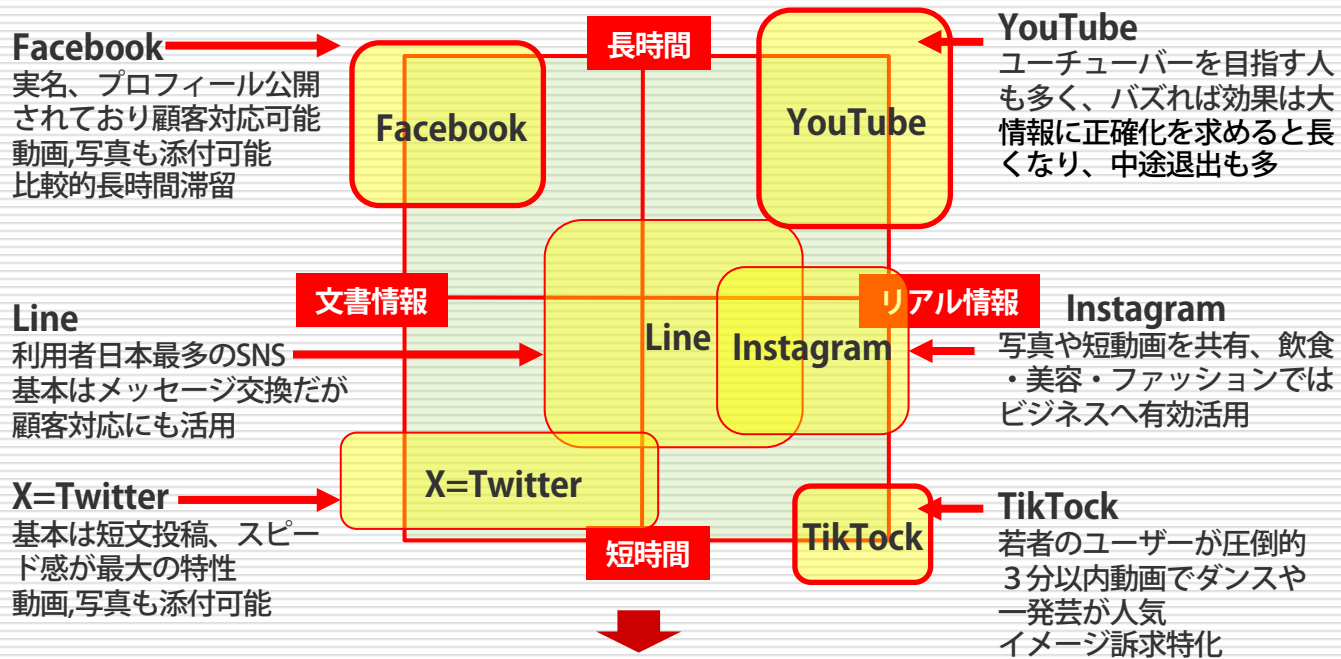 Facebook
実名、プロフィール公開
されており顧客対応可能
動画,写真も添付可能
比較的長時間滞留
長時間
YouTube
ユーチューバーを目指す人
も多く、バズれば効果は大
情報に正確化を求めると長
くなり、中途退出も多
Facebook
YouTube
文書情報
リアル情報
Line
利用者日本最多のSNS
基本はメッセージ交換だが
顧客対応にも活用
Line
Instagram
Instagram
写真や短動画を共有、飲食
・美容・ファッションでは
ビジネスへ有効活用
X=Twitter
基本は短文投稿、スピー
ド感が最大の特性
動画,写真も添付可能
X=Twitter
短時間
TikTock
TikTock
若者のユーザーが圧倒的
３分以内動画でダンスや
一発芸が人気
イメージ訴求特化